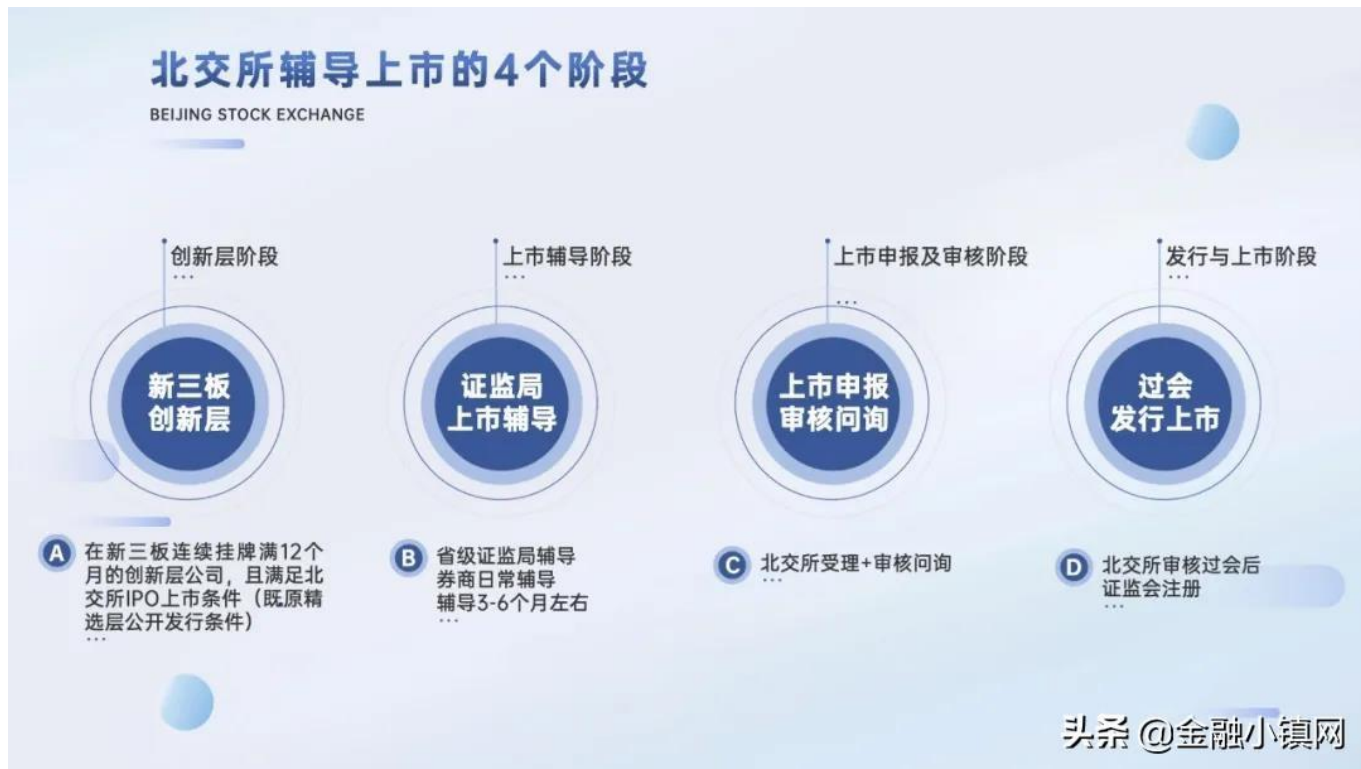 北交所辅导上市的4个阶段
BEIJING STOCK EXCHANGE
创新层阶段
...
新三板
创新层
A
在新三板连续挂牌满12个
月的创新层公司，且满足北
交所IPO上市条件（既原精
选层公开发行条件）
...
上市辅导阶段
...
证监局
上市辅导
B
省级证监局辅导
券商日常辅导
辅导3-6个月左右
...
上市申报及审核阶段
...
上市申报
审核问询
C
北交所受理+审核问询
...
发行与上市阶段
...
过会
发行上市
D
北交所审核过会后
证监会注册
...
头条 @金融小镇网